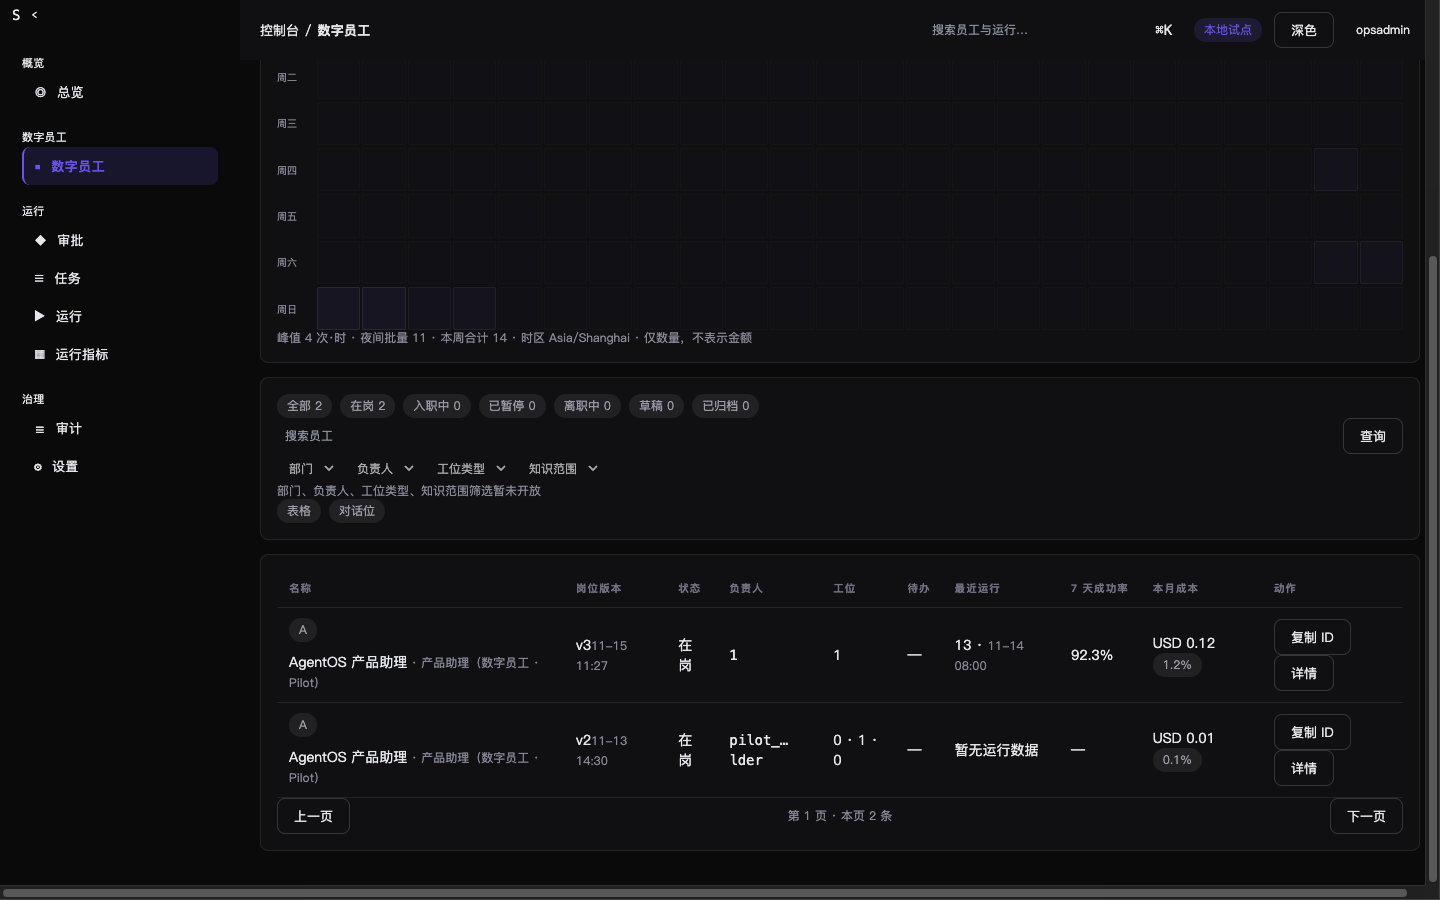 S <
概览
总览
数字员工
数字员工
运行
审批
任务
运行
运行指标
治理
审计
设置
控制台 / 数字员工
搜索员工与运行... ⌘K 本地试点 深色 opsadmin
周二
周三
周四
周五
周六
周日
峰值 4 次·时 · 夜间批量 11 · 本周合计 14 · 时区 Asia/Shanghai · 仅数量，不表示金额
全部 2 在岗 2 入职中 0 已暂停 0 离职中 0 草稿 0 已归档 0
搜索员工 查询
部门 负责人 工位类型 知识范围
部门、负责人、工位类型、知识范围筛选暂未开放
表格 对话位
名称 岗位版本 状态 负责人 工位 待办 最近运行 7 天成功率 本月成本 动作
A
AgentOS 产品助理 · 产品助理（数字员工 ·
Pilot）
v311-15
11:27
在
岗
1
1
—
13 · 11-14
08:00
92.3%
USD 0.12
1.2%
复制 ID
详情
A
AgentOS 产品助理 · 产品助理（数字员工 ·
Pilot）
v211-13
14:30
在
岗
pilot_…
lder
0 · 1 ·
0
—
暂无运行数据
—
USD 0.01
0.1%
复制 ID
详情
上一页 第 1 页 · 本页 2 条 下一页